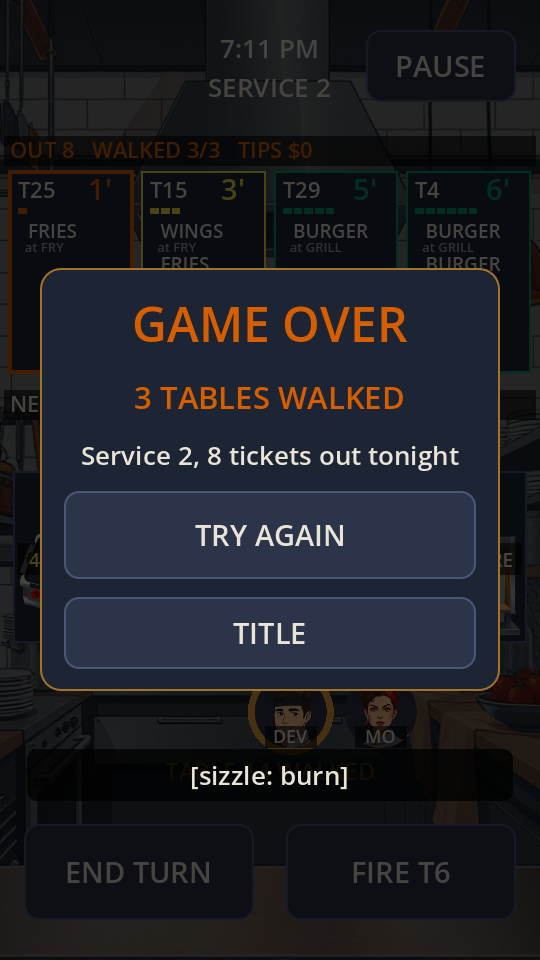 7:11 PM
SERVICE 2
PAUSE
OUT 8 WALKED 3/3 TIPS $0
T25 1'
FRIES
at FRY
T15 3'
WINGS
at FRY
FRIES
T29 5'
BURGER
at GRILL
T4 6'
BURGER
at GRILL
BURGER
NE
GAME OVER
3 TABLES WALKED
Service 2, 8 tickets out tonight
TRY AGAIN
TITLE
4
RE
DEV
MO
[sizzle: burn]
END TURN
FIRE T6